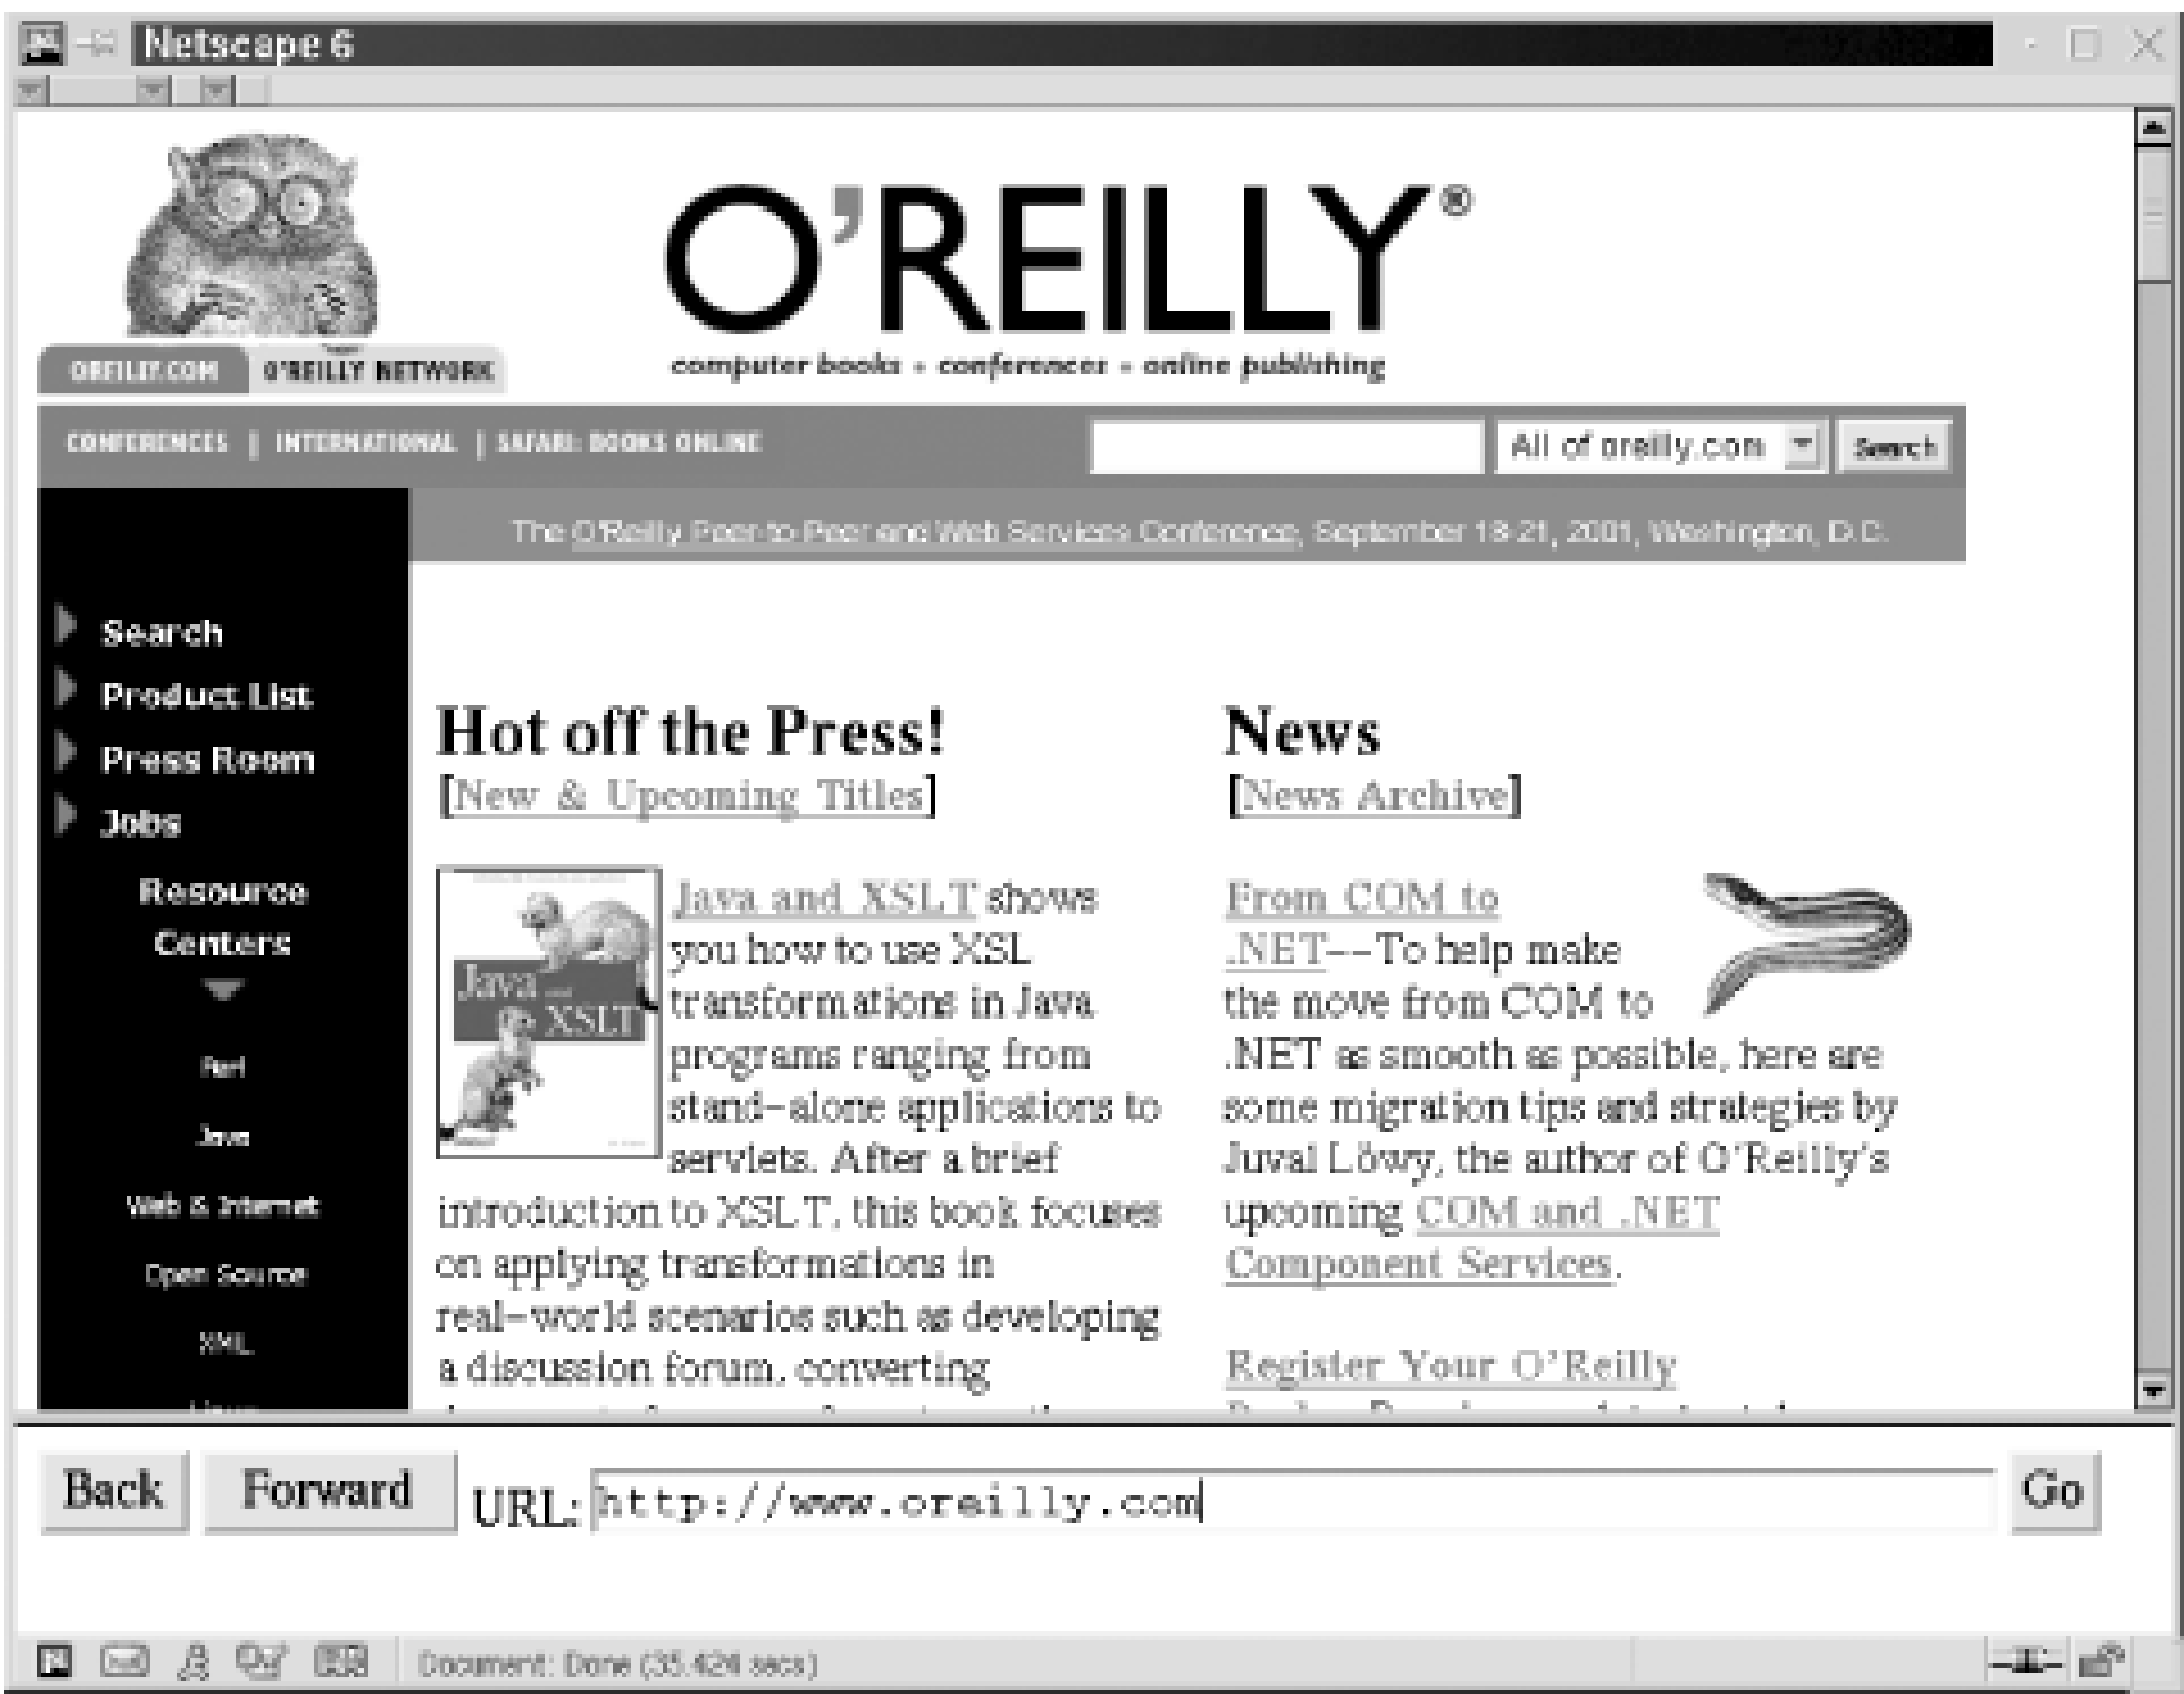 Netscape 6
O'REILLY®
computer books - conferences - online publishing
OREILLY.COM O'REILLY NETWORK
CONFERENCES | INTERNATIONAL | SAFARI: BOOKS ONLINE All of oreilly.com Search
The O'Reilly Peer-to-Peer and Web Services Conference, September 18-21, 2001, Washington, D.C.
Search
Product List
Press Room
Jobs
Resource
Centers
Perl
Java
Web & Internet
Open Source
XML
Hot off the Press!
[New & Upcoming Titles]
Java and
XSLT
Java and XSLT shows
you how to use XSL
transformations in Java
programs ranging from
stand-alone applications to
servlets. After a brief
introduction to XSLT, this book focuses
on applying transformations in
real-world scenarios such as developing
a discussion forum, converting
News
[News Archive]
From COM to
.NET--To help make
the move from COM to
.NET as smooth as possible, here are
some migration tips and strategies by
Juval Löwy, the author of O'Reilly's
upcoming COM and .NET
Component Services.
Register Your O'Reilly
Back Forward URL: http://www.oreilly.com Go
Document: Done (35.424 secs)